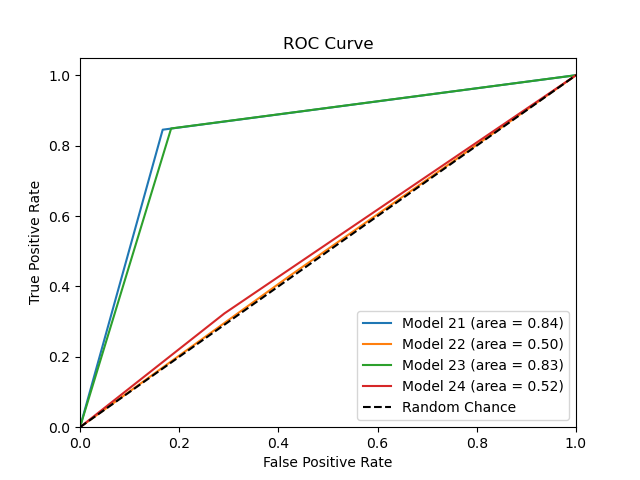 ROC Curve
True Positive Rate
1.0
0.8
0.6
0.4
0.2
0.0
0.0 0.2 0.4 0.6 0.8 1.0
False Positive Rate
Model 21 (area = 0.84)
Model 22 (area = 0.50)
Model 23 (area = 0.83)
Model 24 (area = 0.52)
Random Chance